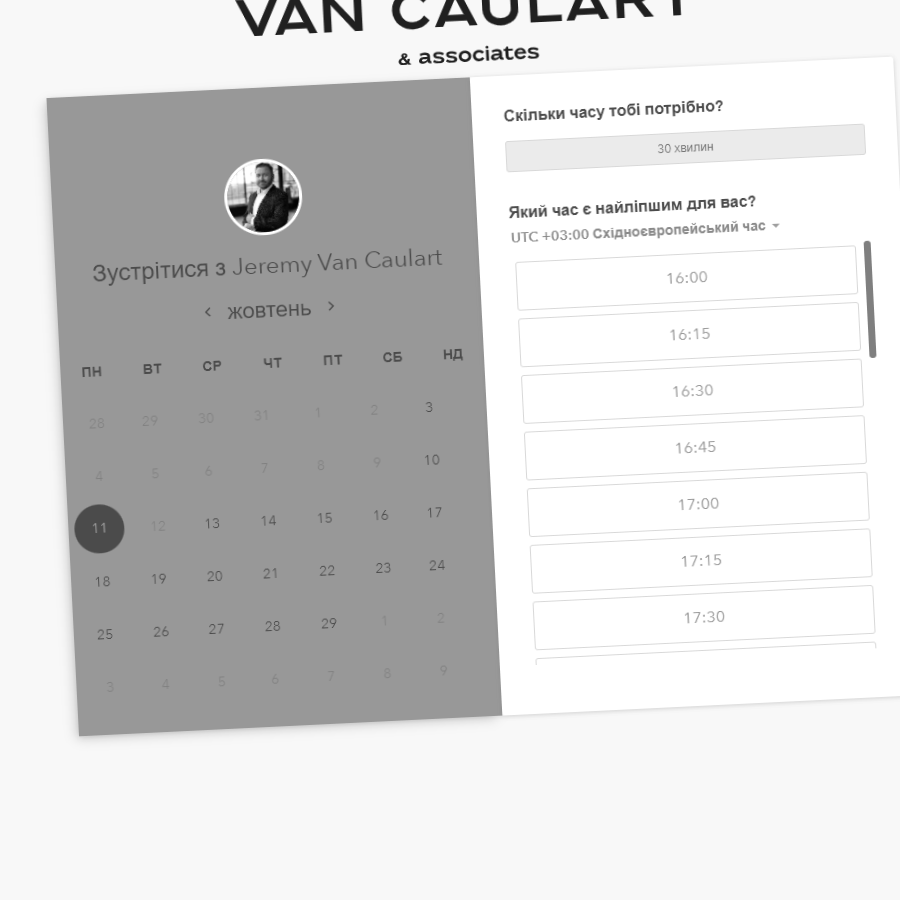 VAN CAULART
& associates
Зустрітися з Jeremy Van Caulart
жовтень
ПН ВТ СР ЧТ ПТ СБ НД
28 29 30 31 1 2 3
4 5 6 7 8 9 10
11 12 13 14 15 16 17
18 19 20 21 22 23 24
25 26 27 28 29 1 2
3 4 5 6 7 8 9
Скільки часу тобі потрібно?
30 хвилин
Який час є найліпшим для вас?
UTC +03:00 Східноєвропейський час
16:00
16:15
16:30
16:45
17:00
17:15
17:30